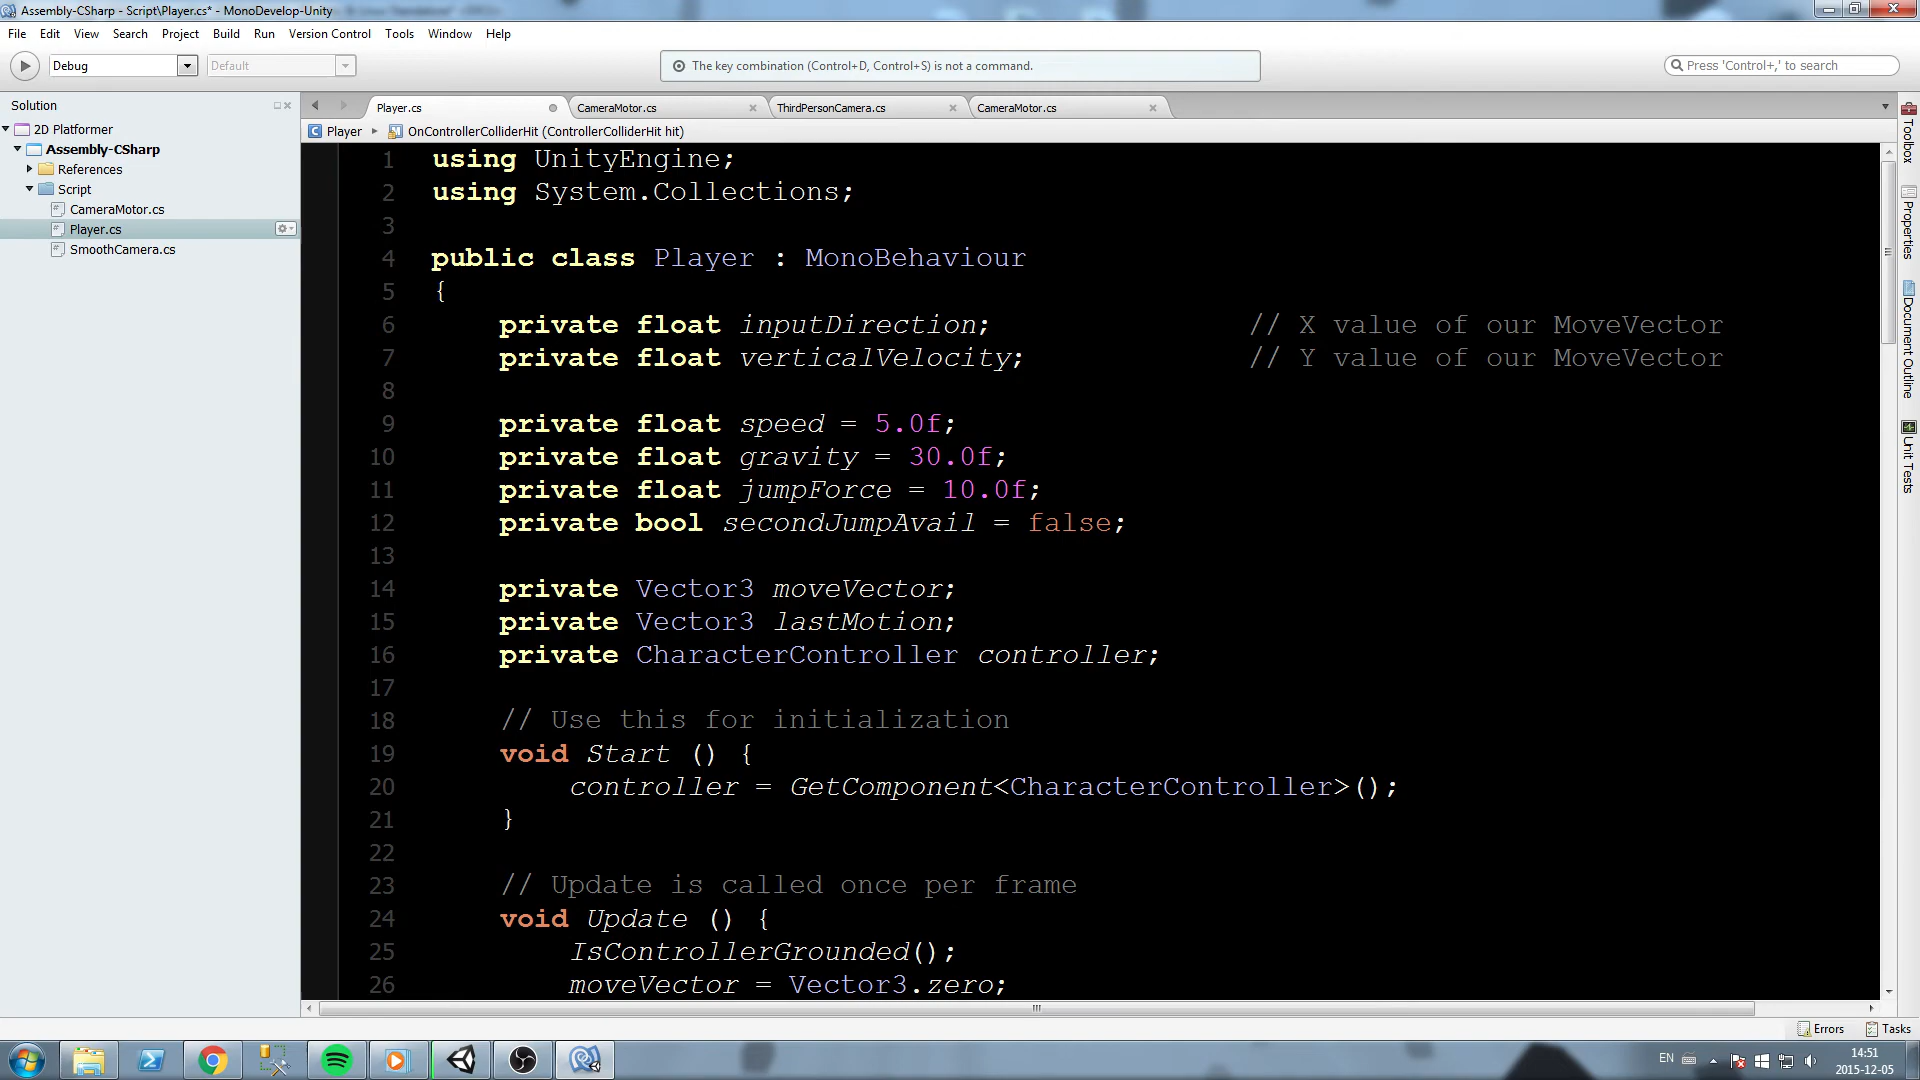 Assembly-CSharp - Script\Player.cs* - MonoDevelop-Unity
File Edit View Search Project Build Run Version Control Tools Window Help
Debug
Default
The key combination (Control+D, Control+S) is not a command.
Press 'Control+,' to search
Solution
2D Platformer
Assembly-CSharp
References
Script
CameraMotor.cs
Player.cs
SmoothCamera.cs
Player.cs
CameraMotor.cs
ThirdPersonCamera.cs
CameraMotor.cs
Player
OnControllerColliderHit (ControllerColliderHit hit)
1 using UnityEngine;
2 using System.Collections;
3
4 public class Player : MonoBehaviour
5 {
6 private float inputDirection; // X value of our MoveVector
7 private float verticalVelocity; // Y value of our MoveVector
8
9 private float speed = 5.0f;
10 private float gravity = 30.0f;
11 private float jumpForce = 10.0f;
12 private bool secondJumpAvail = false;
13
14 private Vector3 moveVector;
15 private Vector3 lastMotion;
16 private CharacterController controller;
17
18 // Use this for initialization
19 void Start () {
20 controller = GetComponent<CharacterController>();
21 }
22
23 // Update is called once per frame
24 void Update () {
25 IsControllerGrounded();
26 moveVector = Vector3.zero;
Toolbox
Properties
Document Outline
Unit Tests
Errors
Tasks
EN
14:51
2015-12-05